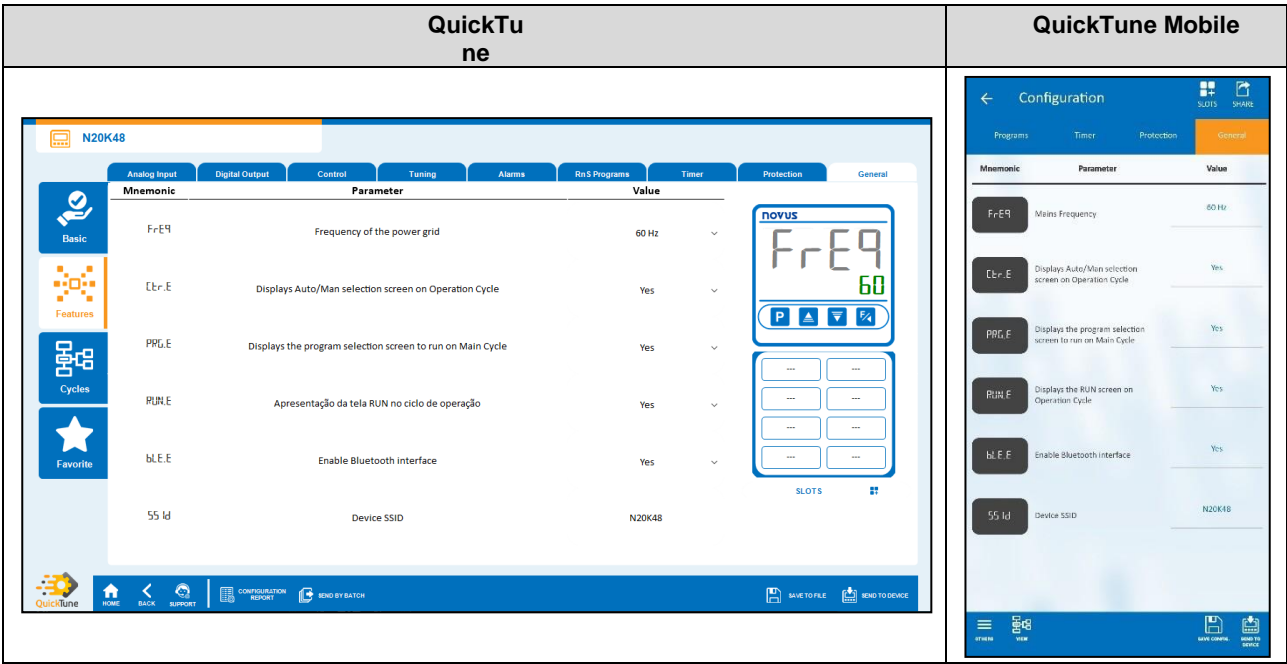 QuickTu
ne
QuickTune Mobile
N20K48
Analog Input
Digital Output
Control
Tuning
Alarms
RnS Programs
Timer
Protection
General
Basic
Features
Cycles
Favorite
Mnemonic Parameter Value
FrEq Frequency of the power grid 60 Hz
Ctr.E Displays Auto/Man selection screen on Operation Cycle Yes
PRG.E Displays the program selection screen to run on Main Cycle Yes
RUN.E Apresentação da tela RUN no ciclo de operação Yes
bLE.E Enable Bluetooth interface Yes
SSId Device SSID N20K48
novus
FrEq
60
P F/
--- ---
--- ---
--- ---
--- ---
SLOTS
QuickTune
HOME
BACK
SUPPORT
CONFIGURATION
REPORT
SEND BY BATCH
SAVE TO FILE
SEND TO DEVICE
Configuration
SLOTS
SHARE
Programs
Timer
Protection
General
Mnemonic Parameter Value
FrEq Mains Frequency 60 Hz
Ctr.E Displays Auto/Man selection
screen on Operation Cycle
Yes
PRG.E Displays the program selection
screen to run on Main Cycle
Yes
RUN.E Displays the RUN screen on
Operation Cycle
Yes
bLE.E Enable Bluetooth interface Yes
SSId Device SSID N20K48
OTHERS
VIEW
SAVE CONFIG.
SEND TO
DEVICE